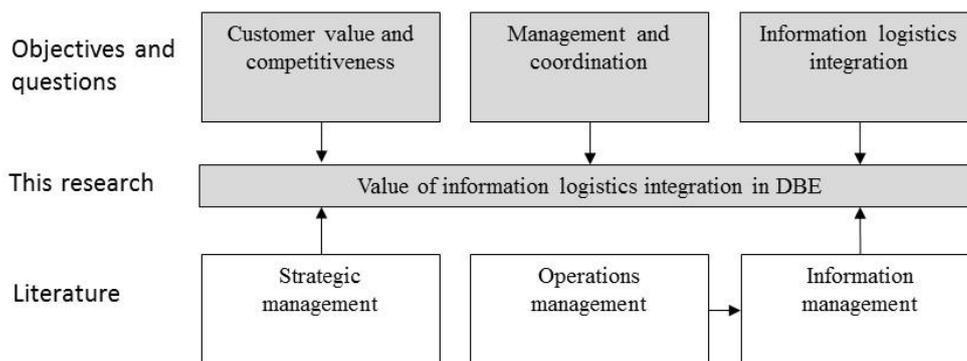 Objectives and
questions
Customer value and
competitiveness
Management and
coordination
Information logistics
integration
This research
Value of information logistics integration in DBE
Literature
Strategic
management
Operations
management
Information
management